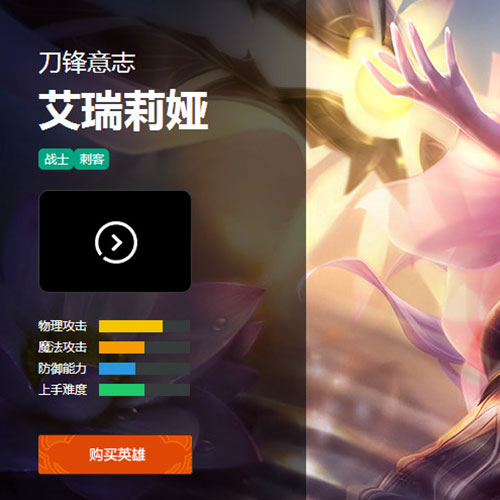 刀锋意志
艾瑞莉娅
战士 刺客
物理攻击
魔法攻击
防御能力
上手难度
购买英雄